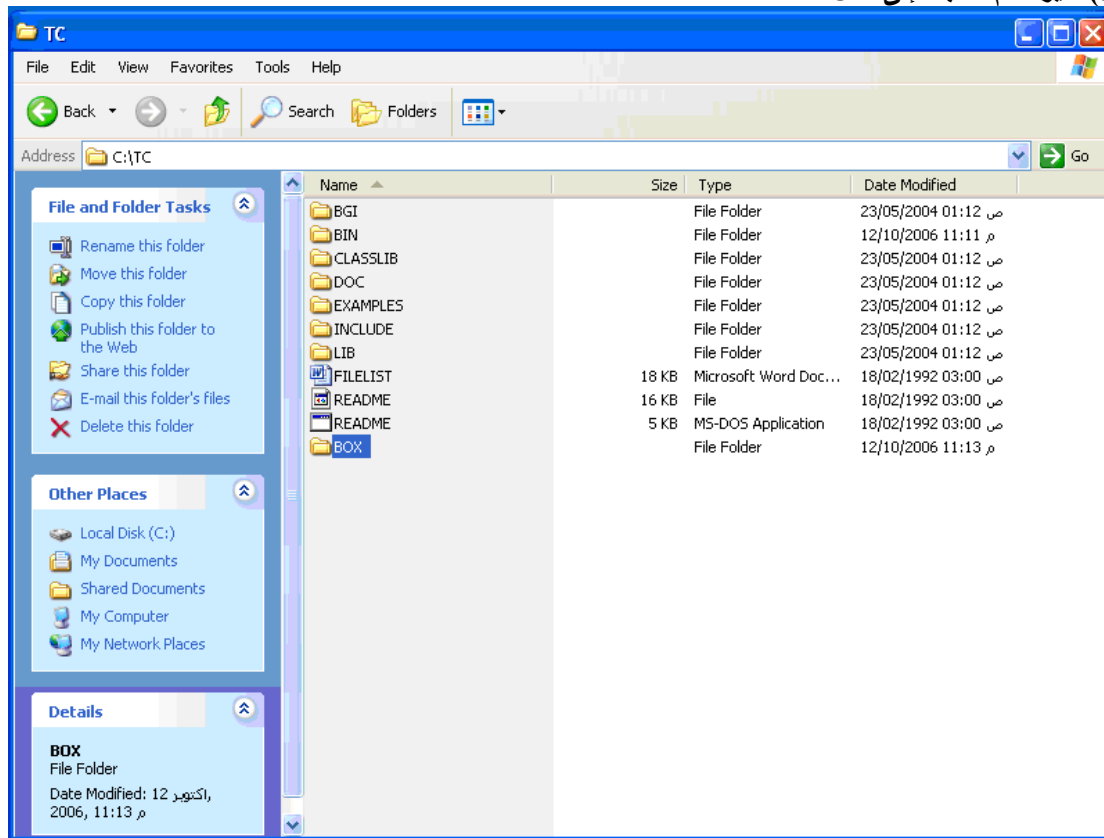 TC
File Edit View Favorites Tools Help
Back Search Folders
Address C:\TC Go
File and Folder Tasks
Rename this folder
Move this folder
Copy this folder
Publish this folder to
the Web
Share this folder
E-mail this folder's files
Delete this folder
Other Places
Local Disk (C:)
My Documents
Shared Documents
My Computer
My Network Places
Details
BOX
File Folder
Date Modified: 12 اكتوبر,
2006, 11:13 م
Name Size Type Date Modified
BGI File Folder 23/05/2004 01:12 ص
BIN File Folder 12/10/2006 11:11 م
CLASSLIB File Folder 23/05/2004 01:12 ص
DOC File Folder 23/05/2004 01:12 ص
EXAMPLES File Folder 23/05/2004 01:12 ص
INCLUDE File Folder 23/05/2004 01:12 ص
LIB File Folder 23/05/2004 01:12 ص
FILELIST 18 KB Microsoft Word Doc... 18/02/1992 03:00 ص
README 16 KB File 18/02/1992 03:00 ص
README 5 KB MS-DOS Application 18/02/1992 03:00 ص
BOX File Folder 12/10/2006 11:13 م